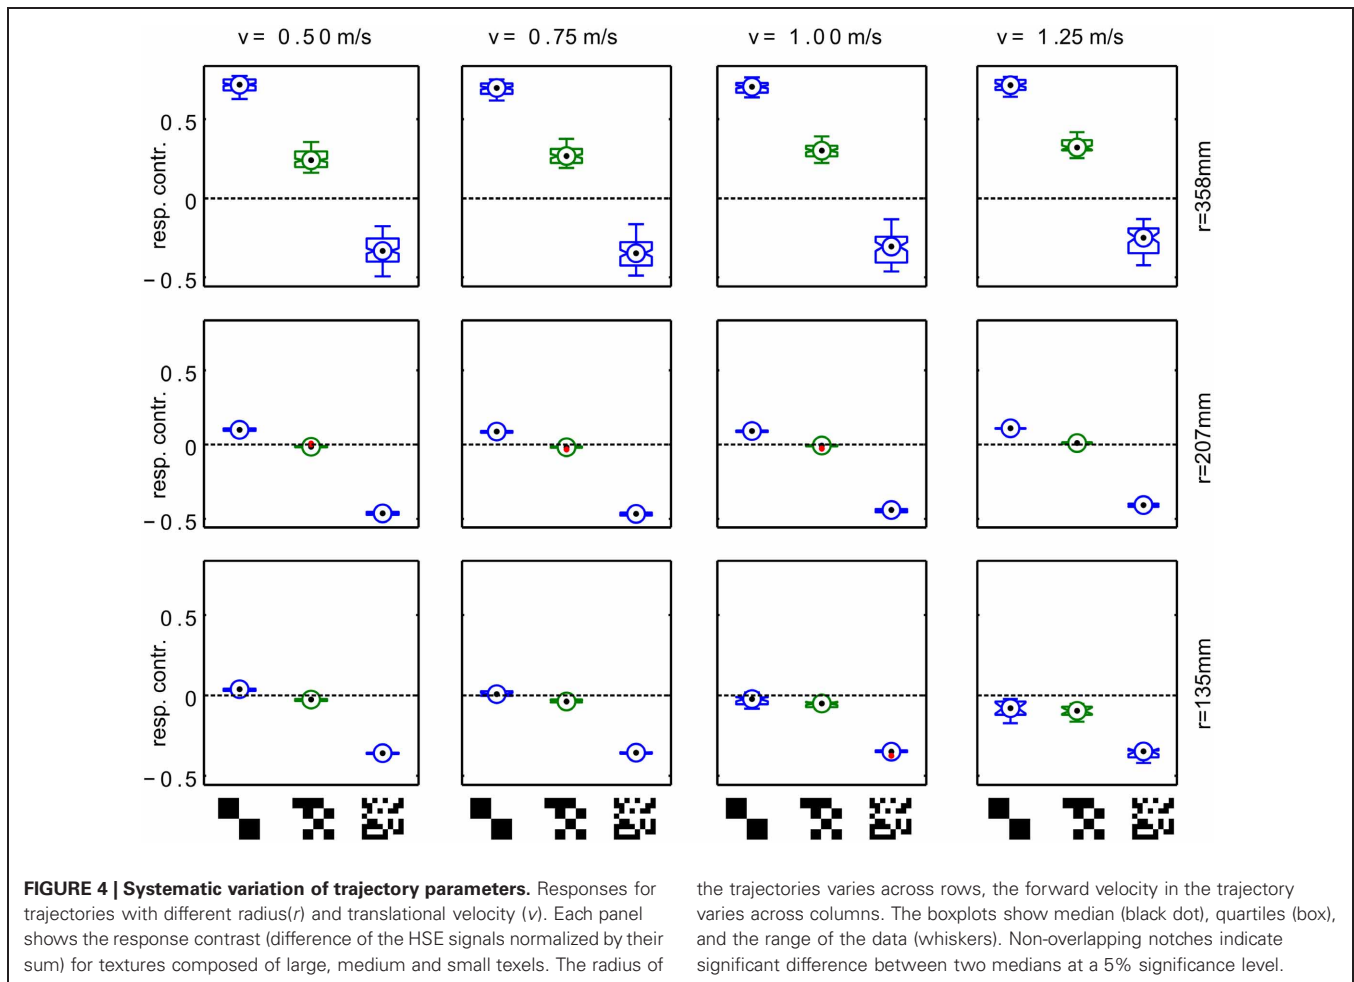 v= 0.50 m/s
v= 0.75 m/s
v= 1.00 m/s
v= 1.25 m/s
0.5
0
−0.5
resp. contr.
r=358mm
0.5
0
−0.5
resp. contr.
r=207mm
0.5
0
−0.5
resp. contr.
r=135mm
FIGURE 4 | Systematic variation of trajectory parameters. Responses for
trajectories with different radius(r) and translational velocity (v). Each panel
shows the response contrast (difference of the HSE signals normalized by their
sum) for textures composed of large, medium and small texels. The radius of
the trajectories varies across rows, the forward velocity in the trajectory
varies across columns. The boxplots show median (black dot), quartiles (box),
and the range of the data (whiskers). Non-overlapping notches indicate
significant difference between two medians at a 5% significance level.